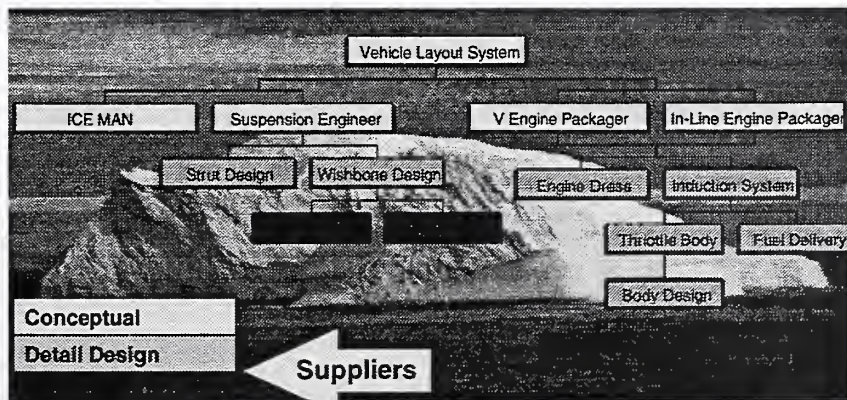 Vehicle Layout System
ICE MAN
Suspension Engineer
V Engine Packager
In-Line Engine Packager
Strut Design
Wishbone Design
Engine Dress
Induction System
Throttle Body
Fuel Delivery
Body Design
Conceptual
Detail Design
Suppliers